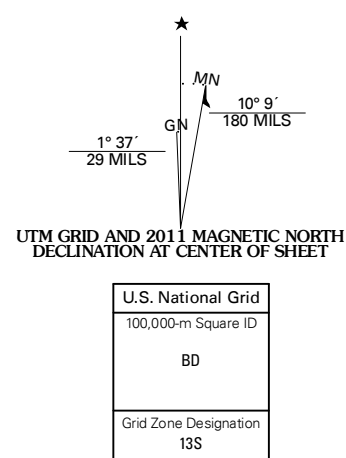 ★
MN
10° 9´
180 MILS
GN
1° 37´
29 MILS
UTM GRID AND 2011 MAGNETIC NORTH
DECLINATION AT CENTER OF SHEET
U.S. National Grid
100,000-m Square ID
BD
Grid Zone Designation
13S